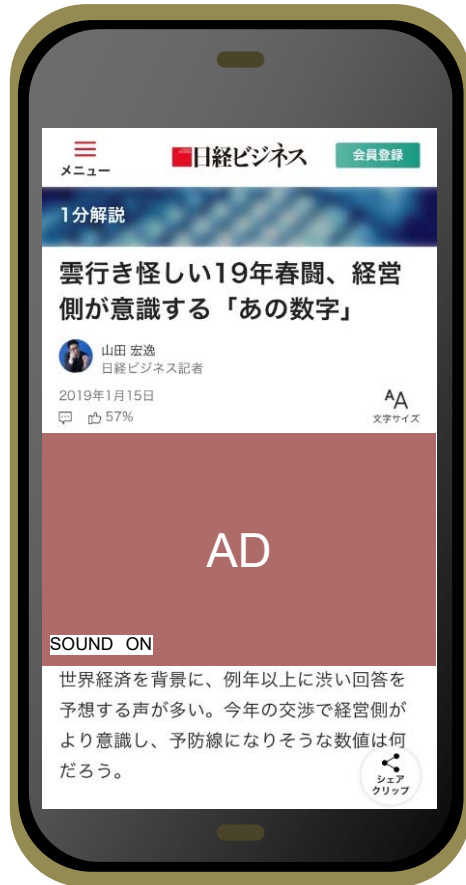 メニュー
日経ビジネス
会員登録
1分解説
雲行き怪しい19年春闘、経営
側が意識する「あの数字」
山田 宏逸
日経ビジネス記者
2019年1月15日
57%
AA
文字サイズ
AD
SOUND ON
世界経済を背景に、例年以上に渋い回答を
予想する声が多い。今年の交渉で経営側が
より意識し、予防線になりそうな数値は何
だろう。
シェア
クリップ